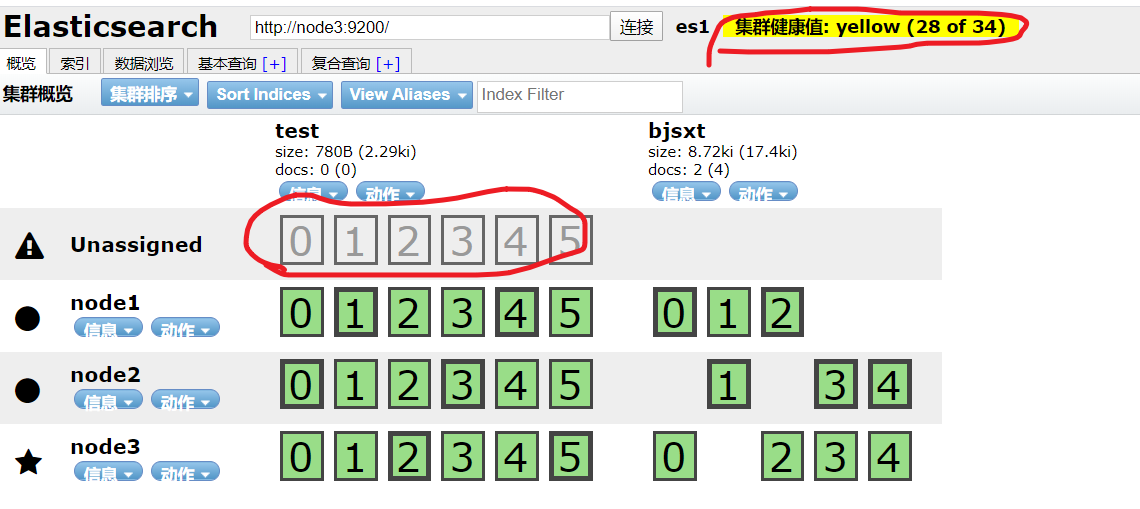 Elasticsearch http://node3:9200/ 连接 es1 集群健康值: yellow (28 of 34)
概览 索引 数据浏览 基本查询 [+] 复合查询 [+]
集群概览 集群排序 Sort Indices View Aliases Index Filter
test bjsxt
size: 780B (2.29ki) size: 8.72ki (17.4ki)
docs: 0 (0) docs: 2 (4)
信息 动作 信息 动作
Unassigned 0 1 2 3 4 5
node1 0 1 2 3 4 5 0 1 2
信息 动作
node2 0 1 2 3 4 5 1 3 4
信息 动作
node3 0 1 2 3 4 5 0 2 3 4
信息 动作